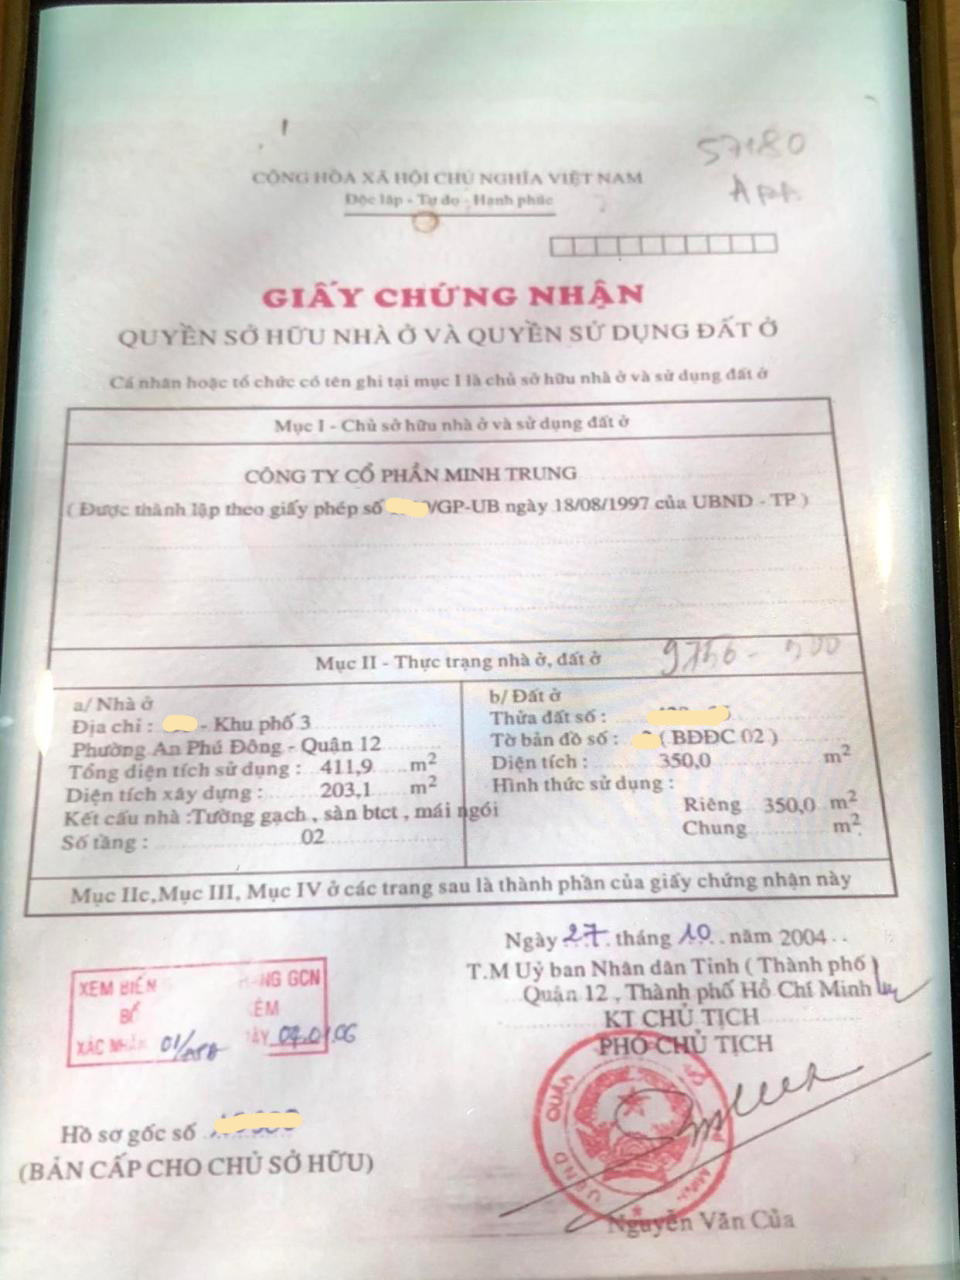 57180
CỘNG HÒA XÃ HỘI CHỦ NGHĨA VIỆT NAM
Độc lập - Tự do - Hạnh phúc
GIẤY CHỨNG NHẬN
QUYỀN SỞ HỮU NHÀ Ở VÀ QUYỀN SỬ DỤNG ĐẤT Ở
Cá nhân hoặc tổ chức có tên ghi tại mục I là chủ sở hữu nhà ở và sử dụng đất ở
Mục I - Chủ sở hữu nhà ở và sử dụng đất ở
CÔNG TY CỔ PHẦN MINH TRUNG
( Được thành lập theo giấy phép số /GP-UB ngày 18/08/1997 của UBND - TP )
Mục II - Thực trạng nhà ở, đất ở
a/ Nhà ở
Địa chỉ : - Khu phố 3
Phường An Phú Đông - Quận 12
Tổng diện tích sử dụng : 411,9 m2
Diện tích xây dựng : 203,1 m2
Kết cấu nhà :Tường gạch , sàn btct , mái ngói
Số tầng : 02
b/ Đất ở
Thửa đất số :
Tờ bản đồ số : ( BĐĐC 02 )
Diện tích : 350,0 m2
Hình thức sử dụng :
Riêng 350,0 m2
Chung m2
Mục IIc,Mục III, Mục IV ở các trang sau là thành phần của giấy chứng nhận này
Ngày 27 tháng 10 năm 2004
T.M Uỷ ban Nhân dân Tỉnh ( Thành phố )
Quận 12 , Thành phố Hồ Chí Minh
KT CHỦ TỊCH
PHÓ CHỦ TỊCH
XEM BIẾN GCN
XÁC NHẬN 04.01.06
QUẬN
UBND
Hồ sơ gốc số
(BẢN CẤP CHO CHỦ SỞ HỮU)
Nguyễn Văn Của